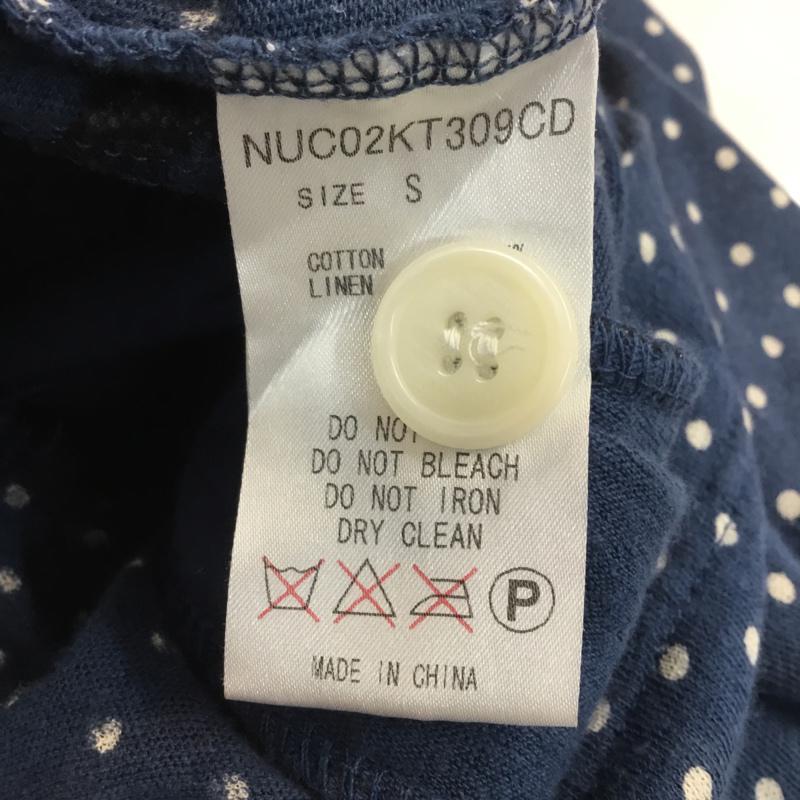 NUC02KT309CD
SIZE S
COTTON %
LINEN
DO NOT
DO NOT BLEACH
DO NOT IRON
DRY CLEAN
P
MADE IN CHINA